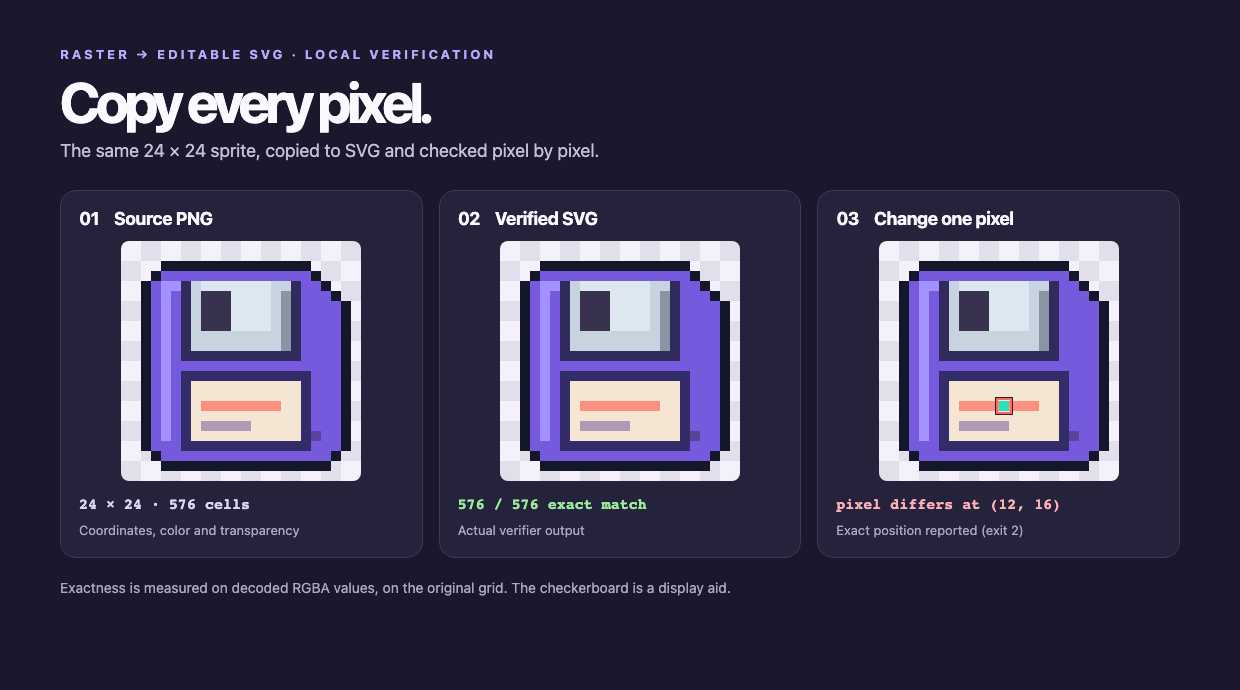 RASTER → EDITABLE SVG · LOCAL VERIFICATION
Copy every pixel.
The same 24 × 24 sprite, copied to SVG and checked pixel by pixel.
01 Source PNG
24 × 24 · 576 cells
Coordinates, color and transparency
02 Verified SVG
576 / 576 exact match
Actual verifier output
03 Change one pixel
pixel differs at (12, 16)
Exact position reported (exit 2)
Exactness is measured on decoded RGBA values, on the original grid. The checkerboard is a display aid.